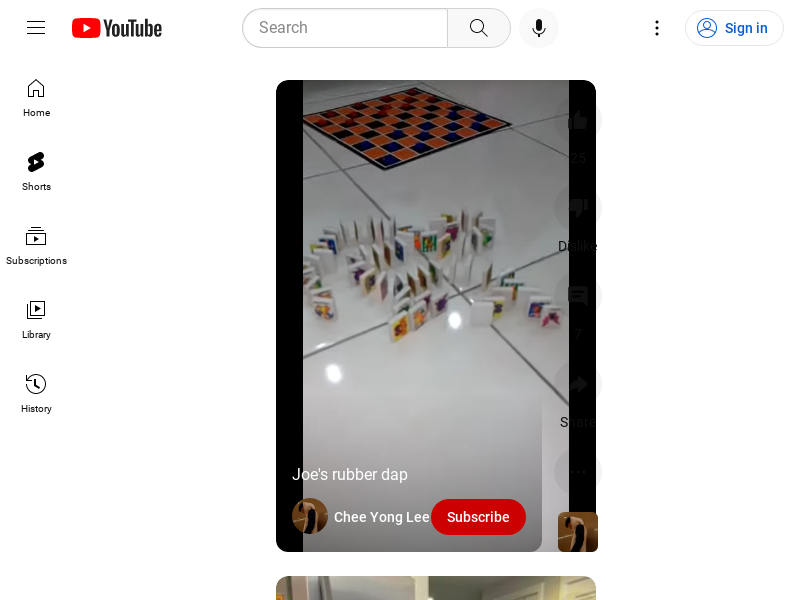 YouTube
Search
Sign in
Home
Shorts
Subscriptions
Library
History
25
Dislike
7
Share
Joe's rubber dap
Chee Yong Lee
Subscribe